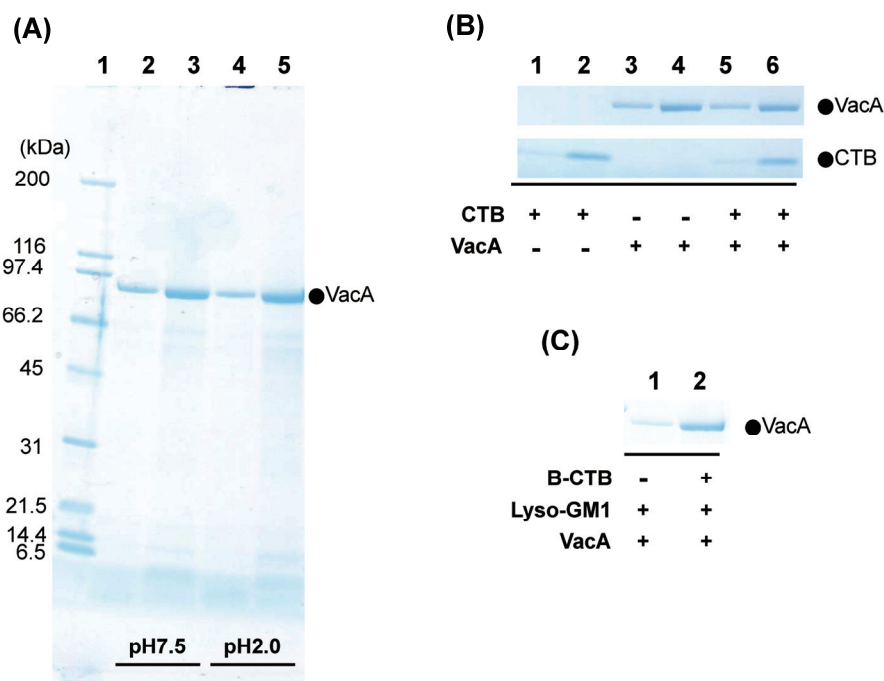 (A)
1 2 3 4 5
(kDa)
200
116
97.4
66.2
45
31
21.5
14.4
6.5
●VacA
pH7.5 pH2.0
(B)
1 2 3 4 5 6
●VacA
●CTB
CTB + + - - + +
VacA - - + + + +
(C)
1 2
●VacA
B-CTB - +
Lyso-GM1 + +
VacA + +